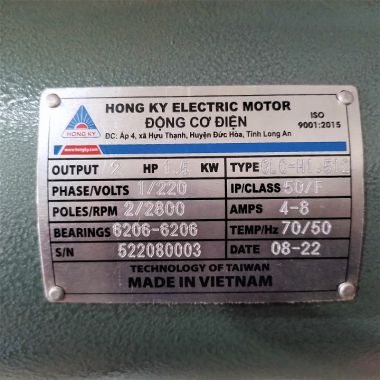 HONG KY ELECTRIC MOTOR
ĐỘNG CƠ ĐIỆN
ISO 9001:2015
ĐC: Ấp 4, xã Hựu Thạnh, Huyện Đức Hòa, Tỉnh Long An
HONG KY
www.hongky.com
OUTPUT 2 HP 1.5 KW TYPE
PHASE/VOLTS 1/220 IP/CLASS 50/F
POLES/RPM 2/2800 AMPS 4-8
BEARINGS 6206-6206 TEMP/Hz 70/50
S/N 522080003 DATE 08-22
TECHNOLOGY OF TAIWAN
MADE IN VIETNAM